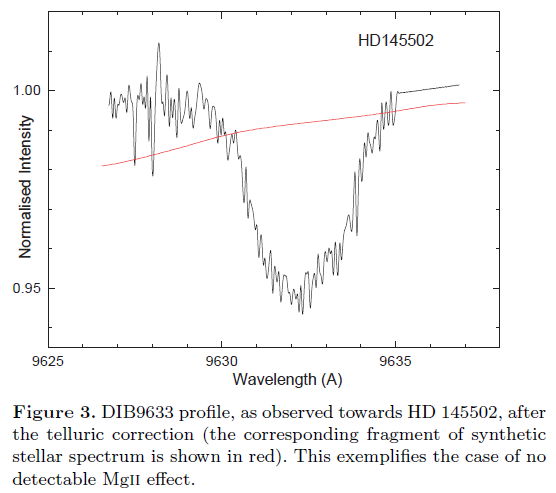 HD145502
1.00
0.95
Normalised Intensity
9625
9630
9635
Wavelength (A)
Figure 3. DIB9633 profile, as observed towards HD 145502, after
the telluric correction (the corresponding fragment of synthetic
stellar spectrum is shown in red). This exemplifies the case of no
detectable MgII effect.